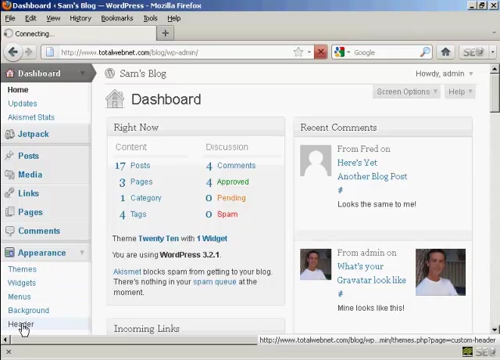 Dashboard ‹ Sam's Blog — WordPress - Mozilla Firefox
File Edit View History Bookmarks Tools Help
Connecting...
http://www.totalwebnet.com/blog/wp-admin/
Google
Dashboard
Sam's Blog
Howdy, admin
Screen Options
Help
Home
Updates
Akismet Stats
Jetpack
Posts
Media
Links
Pages
Comments
Appearance
Themes
Widgets
Menus
Background
Header
Dashboard
Right Now
Content
Discussion
17 Posts
4 Comments
3 Pages
4 Approved
1 Category
0 Pending
4 Tags
0 Spam
Theme Twenty Ten with 1 Widget
You are using WordPress 3.2.1.
Akismet blocks spam from getting to your blog.
There's nothing in your spam queue at the
moment.
Incoming Links
Recent Comments
From Fred on
Here's Yet
Another Blog Post
#
Looks the same to me!
From admin on
What's your
Gravatar look like
#
Mine looks like this!
http://www.totalwebnet.com/blog/wp-admin/themes.php?page=custom-header